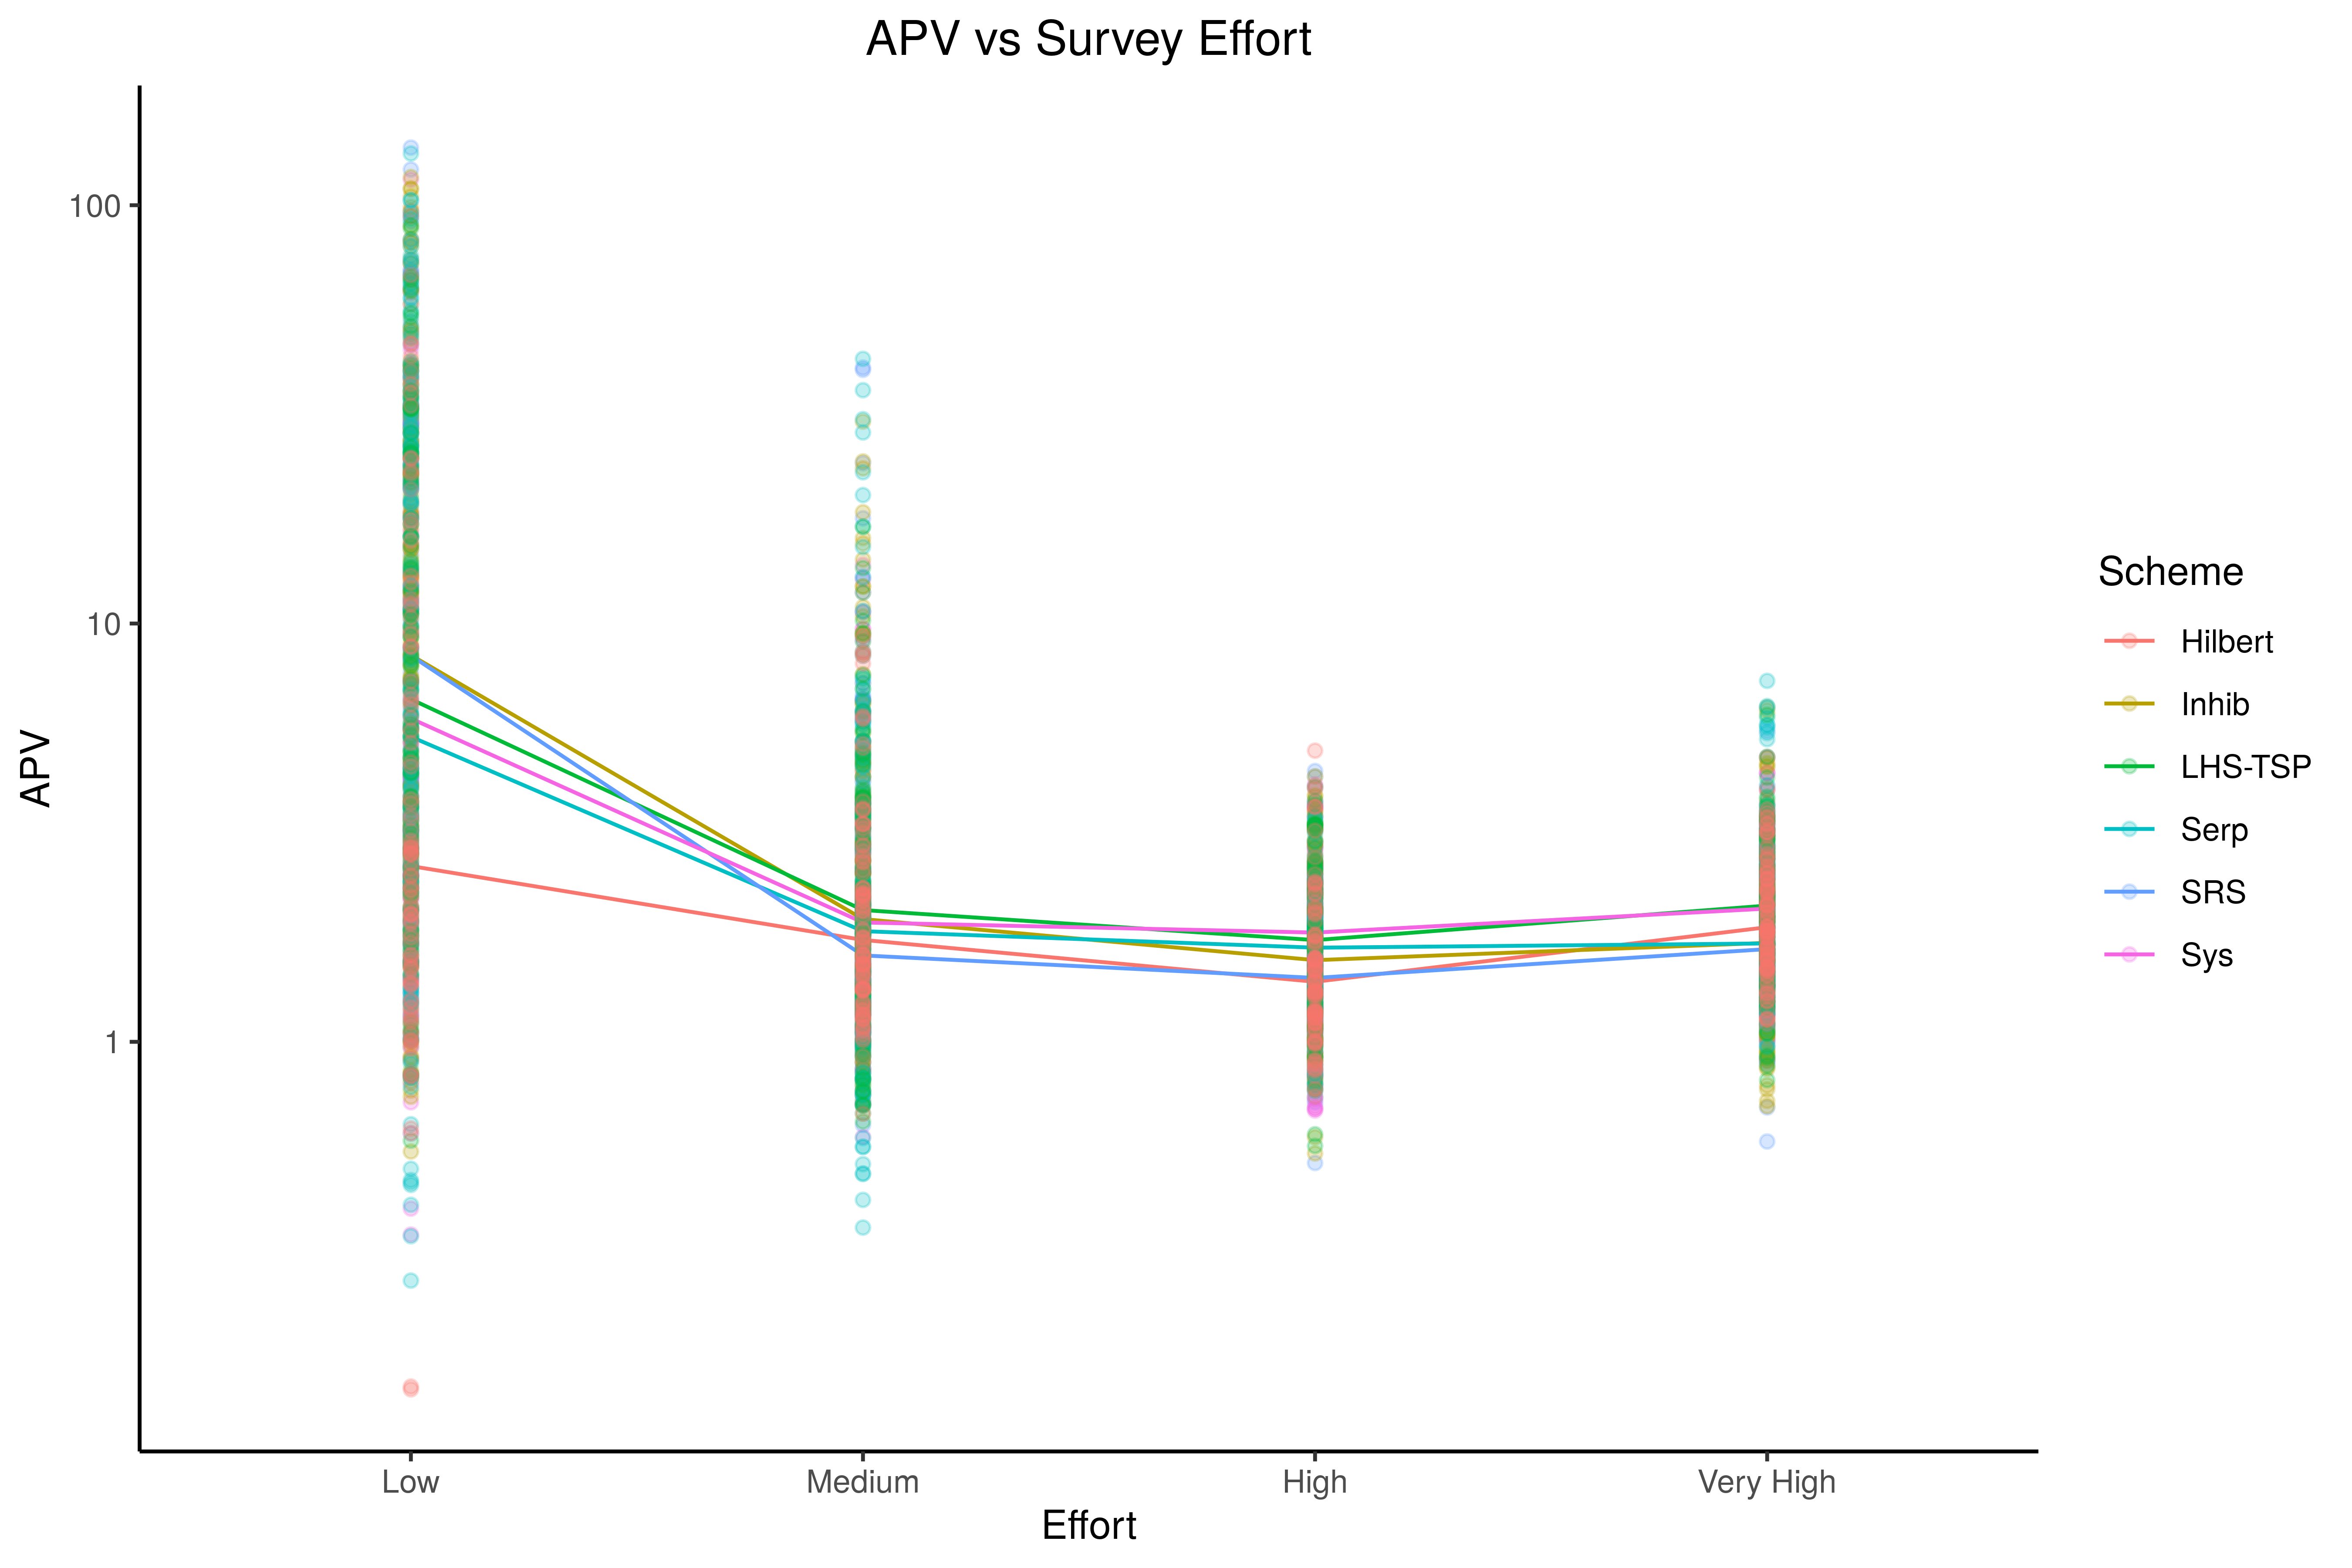 APV vs Survey Effort
APV
100
10
1
Low
Medium
High
Very High
Effort
Scheme
Hilbert
Inhib
LHS-TSP
Serp
SRS
Sys